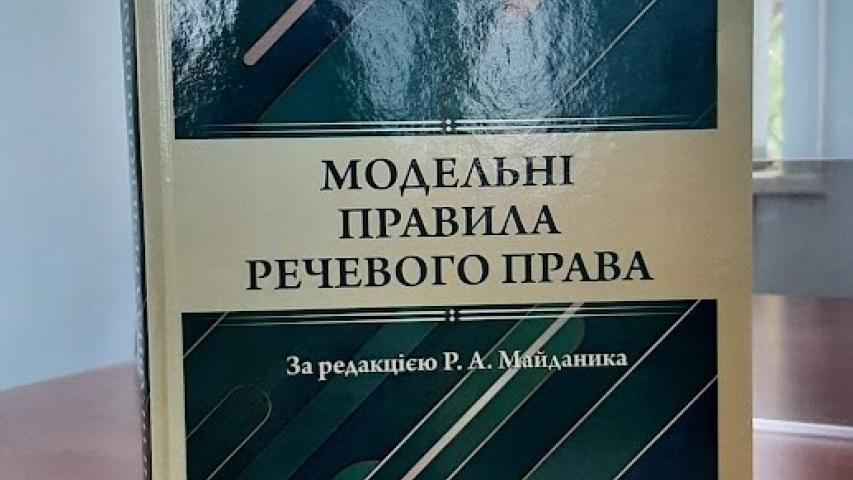 МОДЕЛЬНІ
ПРАВИЛА
РЕЧЕВОГО ПРАВА
За редакцією Р. А. Майданика